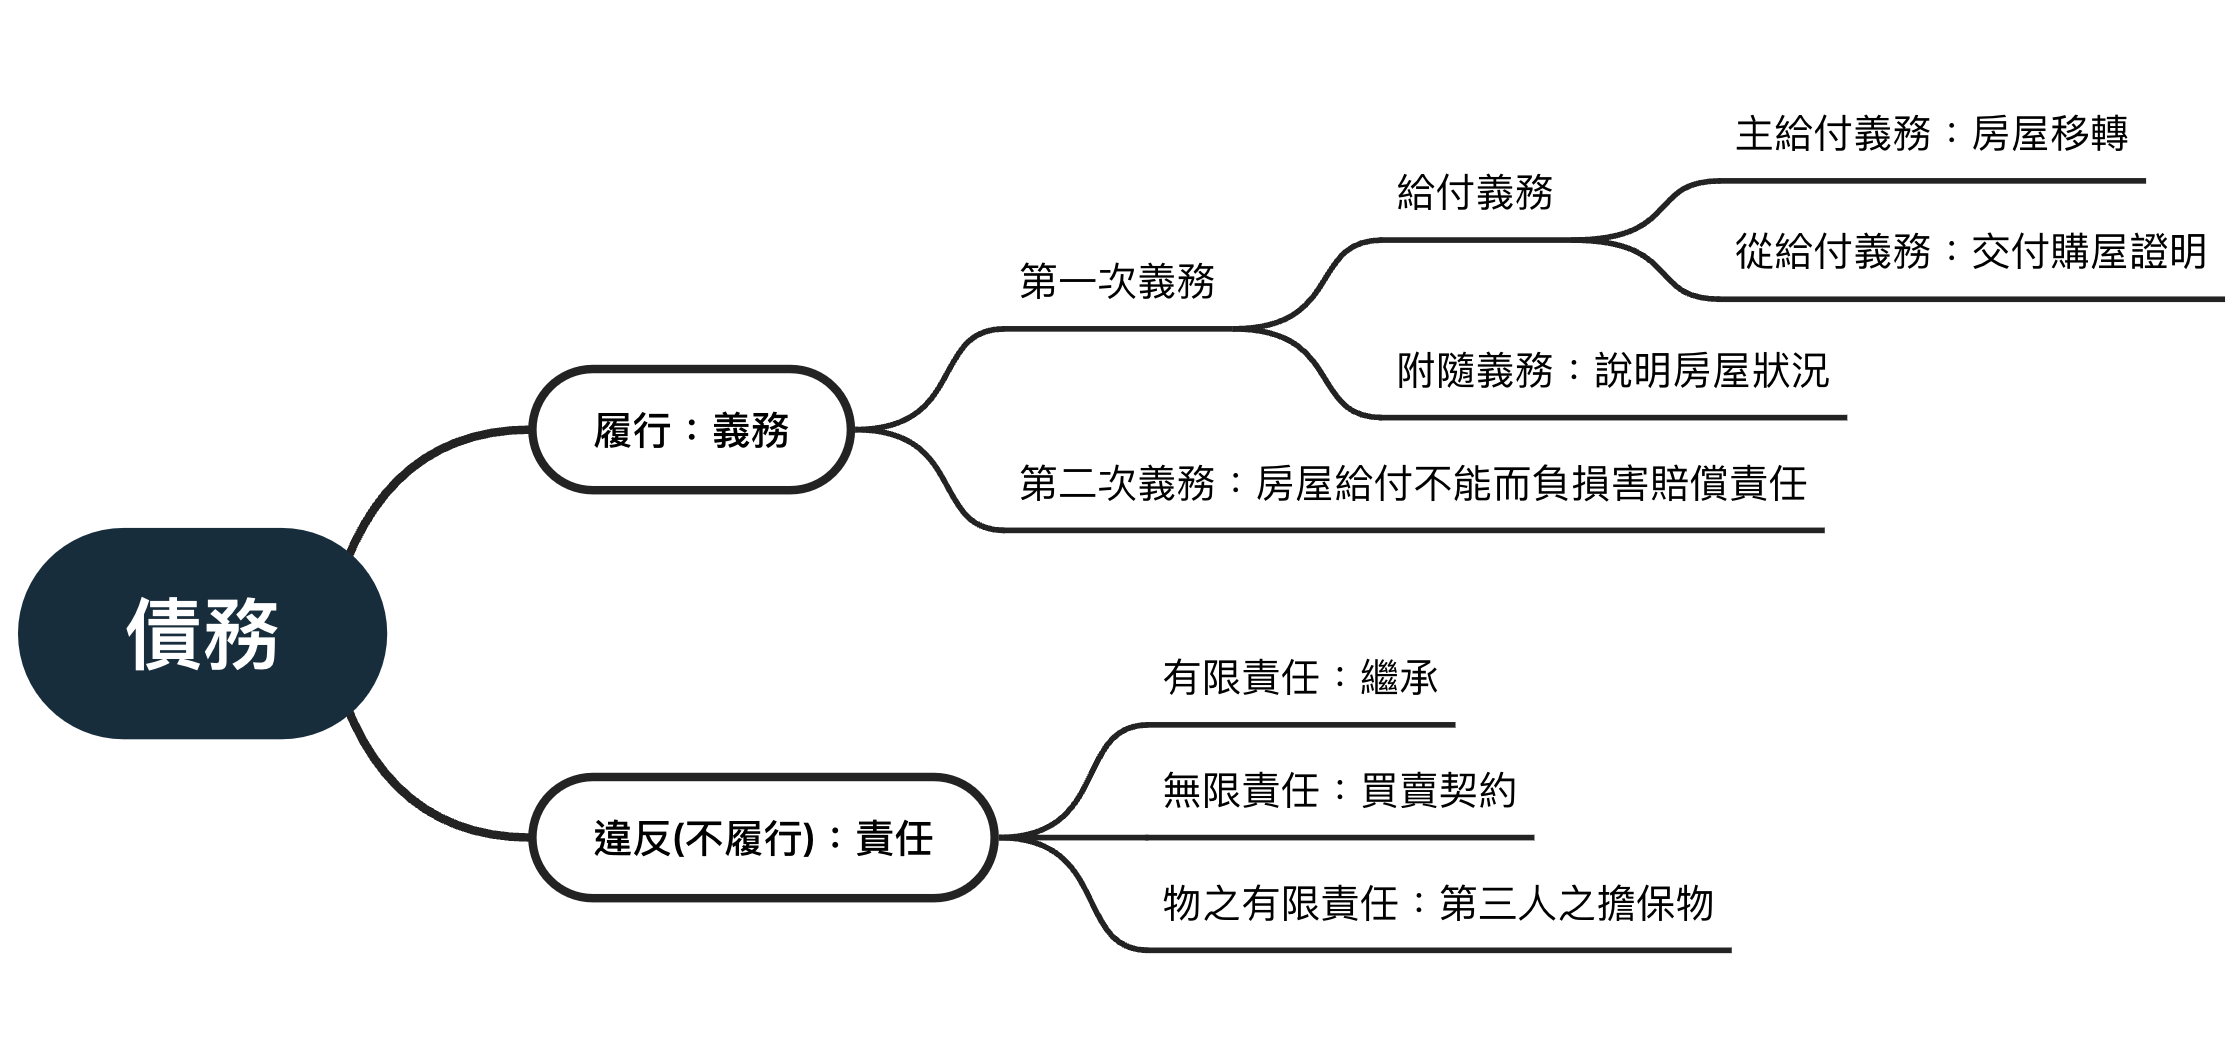 債務
履行：義務
第一次義務
給付義務
主給付義務：房屋移轉
從給付義務：交付購屋證明
附隨義務：說明房屋狀況
第二次義務：房屋給付不能而負損害賠償責任
違反(不履行)：責任
有限責任：繼承
無限責任：買賣契約
物之有限責任：第三人之擔保物